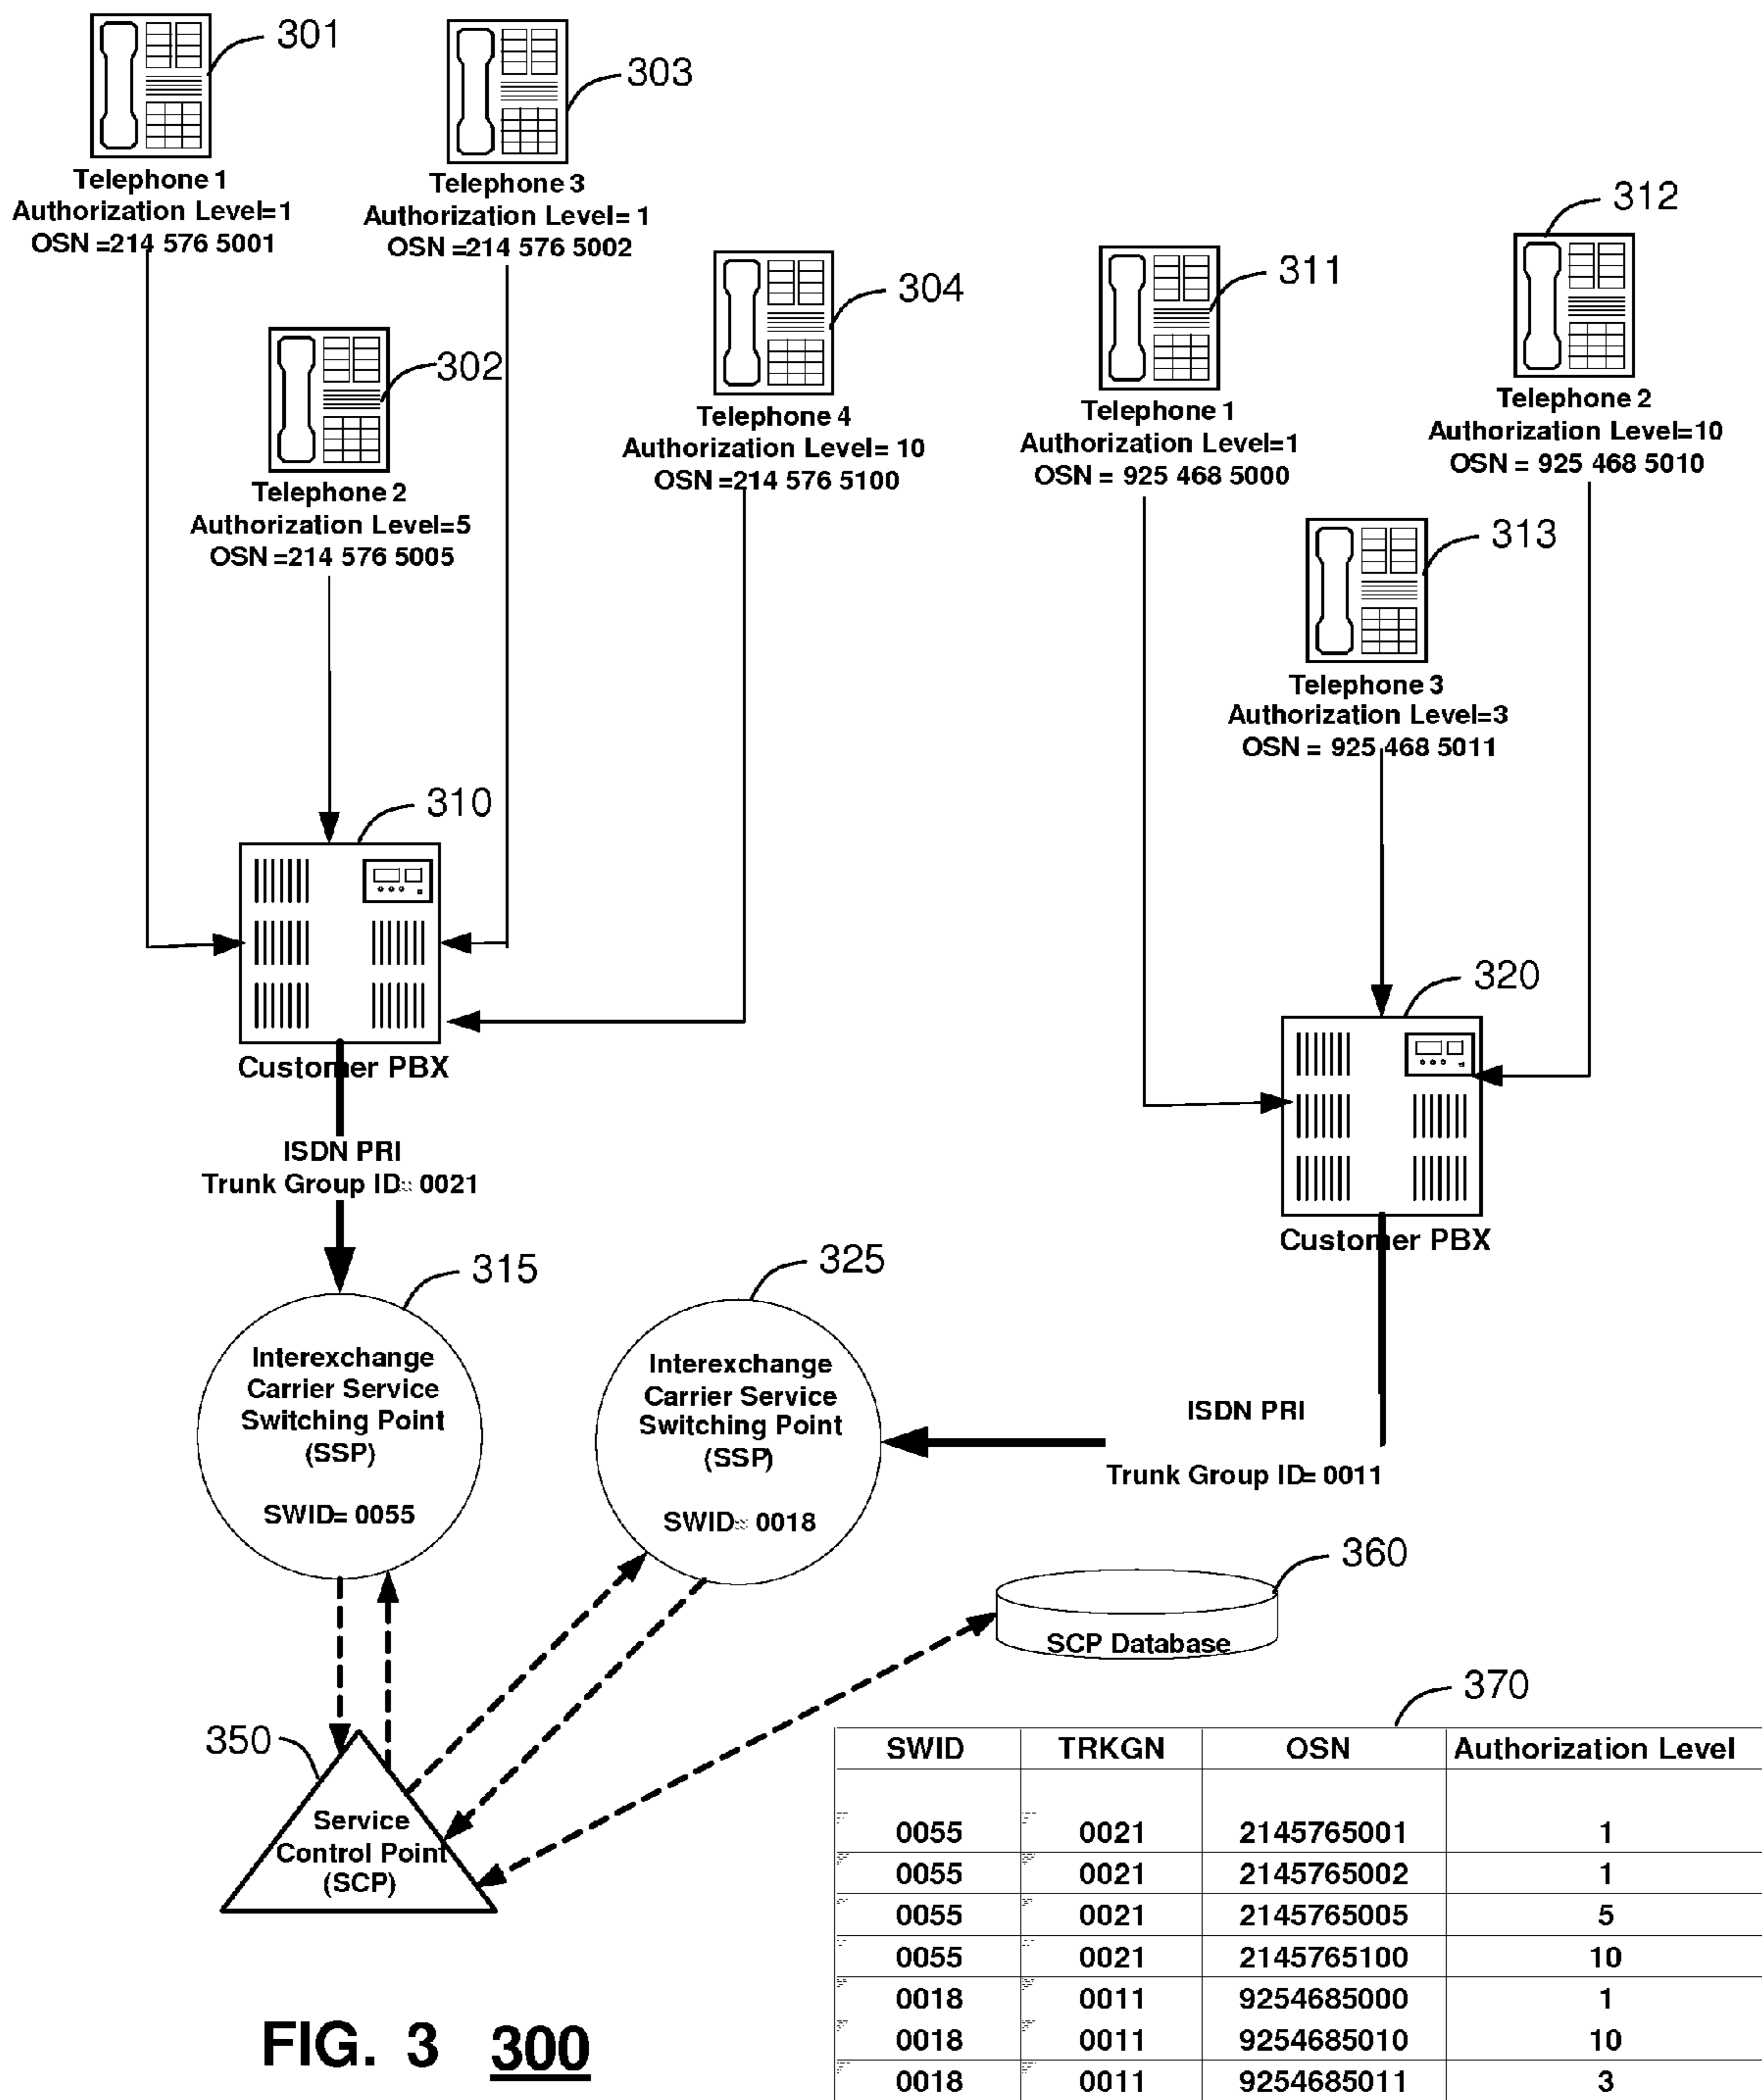 301
Telephone 1
Authorization Level=1
OSN =214 576 5001
303
Telephone 3
Authorization Level= 1
OSN =214 576 5002
302
Telephone 2
Authorization Level=5
OSN =214 576 5005
304
Telephone 4
Authorization Level= 10
OSN =214 576 5100
311
Telephone 1
Authorization Level=1
OSN = 925 468 5000
312
Telephone 2
Authorization Level=10
OSN = 925 468 5010
313
Telephone 3
Authorization Level=3
OSN = 925 468 5011
310
Customer PBX
ISDN PRI
Trunk Group ID= 0021
320
Customer PBX
ISDN PRI
Trunk Group ID= 0011
315
Interexchange
Carrier Service
Switching Point
(SSP)
SWID= 0055
325
Interexchange
Carrier Service
Switching Point
(SSP)
SWID= 0018
360
SCP Database
350
Service
Control Point
(SCP)
370
SWID TRKGN OSN Authorization Level
0055 0021 2145765001 1
0055 0021 2145765002 1
0055 0021 2145765005 5
0055 0021 2145765100 10
0018 0011 9254685000 1
0018 0011 9254685010 10
0018 0011 9254685011 3
FIG. 3 300